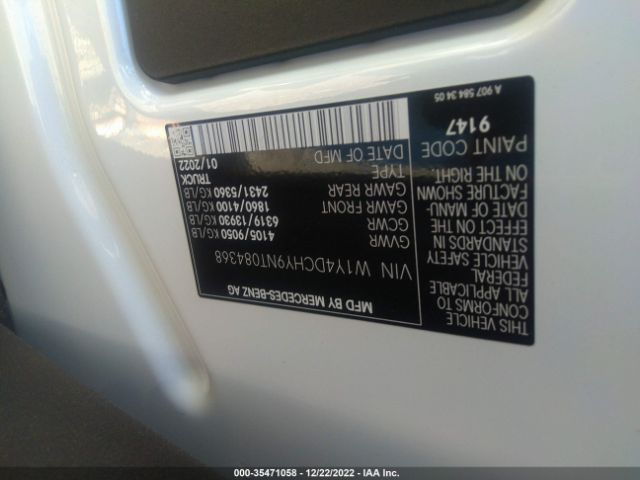 MFD BY MERCEDES-BENZ AG
VIN W1Y4DCHY9NT084368
GVWR 4105/9050 KG/LB
GCWR 6319/13930 KG/LB
GAWR FRONT 1860/4100 KG/LB
GAWR REAR 2431/5360 KG/LB
TYPE TRUCK
DATE OF MFD 01/2022
THIS VEHICLE
CONFORMS TO
ALL APPLICABLE
FEDERAL
VEHICLE SAFETY
STANDARDS IN
EFFECT ON THE
DATE OF MANU-
FACTURE SHOWN
ON THE RIGHT
PAINT CODE
9147
A 907 584 34 05
000-35471058 - 12/22/2022 - IAA Inc.